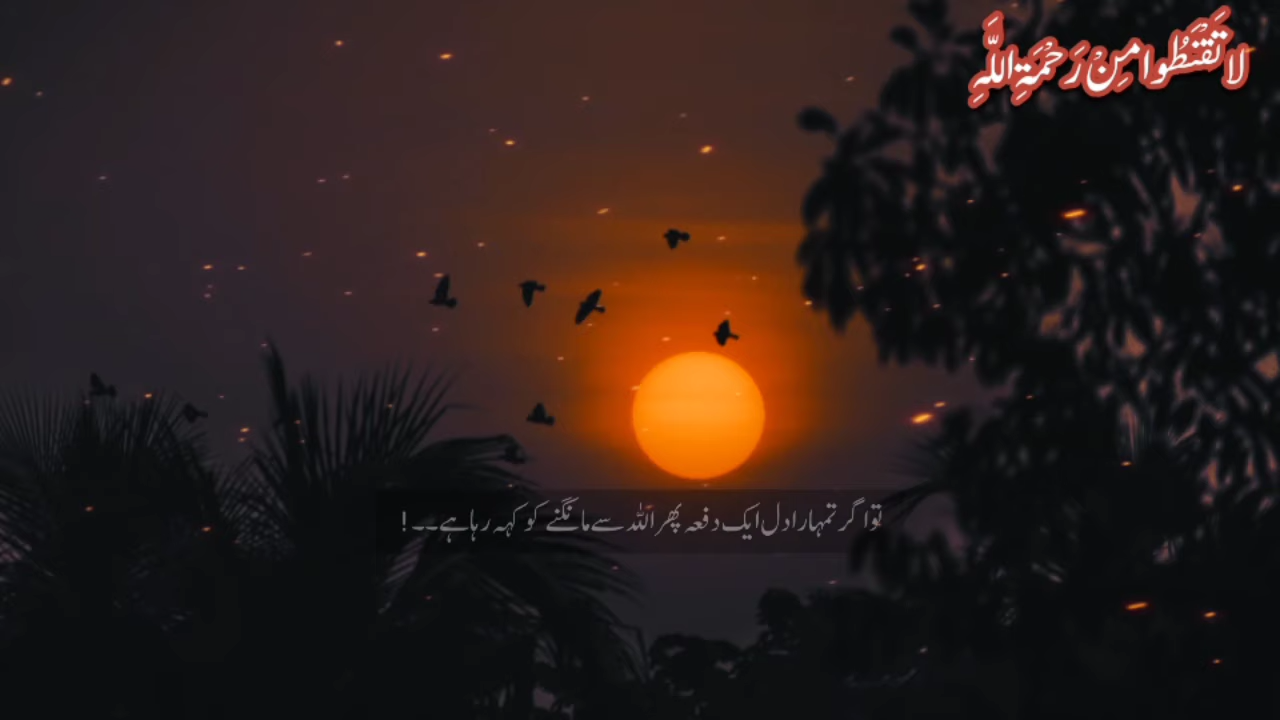 لَا تَقْنَطُوا مِنْ رَحْمَةِ اللَّهِ
تو اگر تمہارا دل ایک دفعہ پھر اللہ سے مانگنے کو کہہ رہا ہے۔۔!